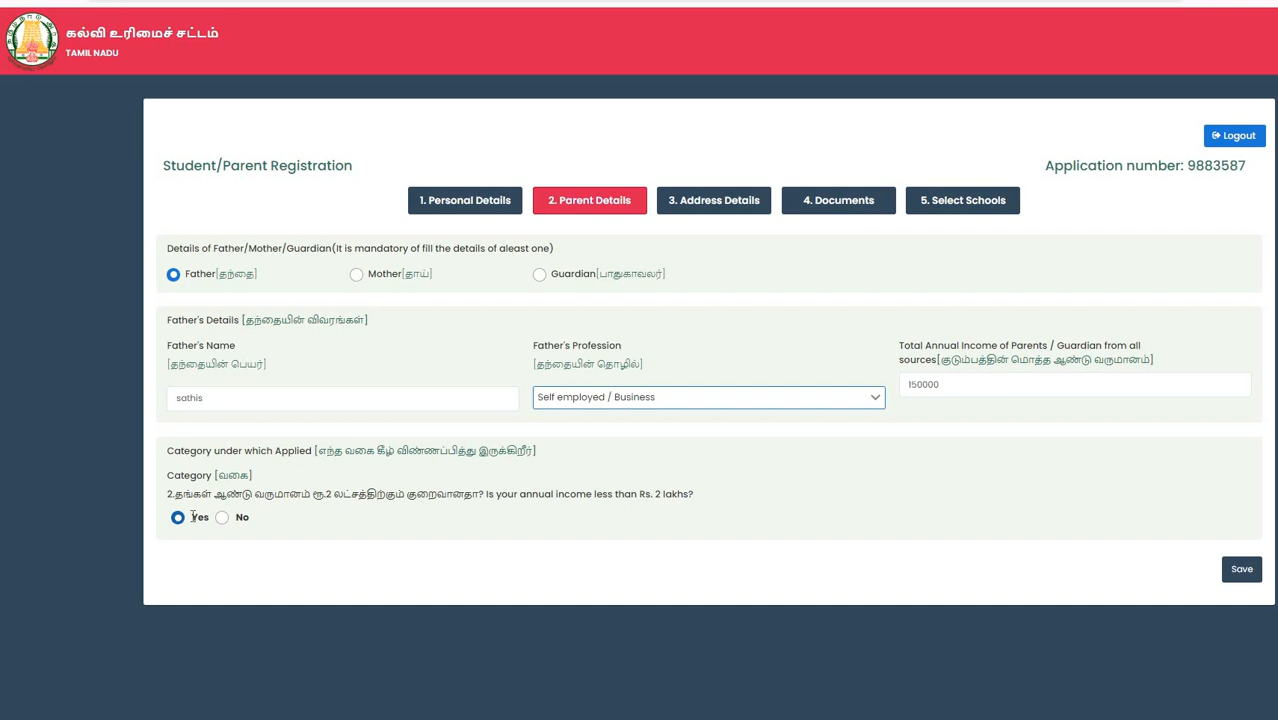 கல்வி உரிமைச் சட்டம்
TAMIL NADU
Logout
Student/Parent Registration
Application number: 9883587
1. Personal Details
2. Parent Details
3. Address Details
4. Documents
5. Select Schools
Details of Father/Mother/Guardian(It is mandatory of fill the details of aleast one)
Father[தந்தை]
Mother[தாய்]
Guardian[பாதுகாவலர்]
Father's Details [தந்தையின் விவரங்கள்]
Father's Name
[தந்தையின் பெயர்]
sathis
Father's Profession
[தந்தையின் தொழில்]
Self employed / Business
Total Annual Income of Parents / Guardian from all
sources[குடும்பத்தின் மொத்த ஆண்டு வருமானம்]
150000
Category under which Applied [எந்த வகை கீழ் விண்ணப்பித்து இருக்கிறீர்]
Category [வகை]
2.தங்கள் ஆண்டு வருமானம் ரூ.2 லட்சத்திற்கும் குறைவானதா? Is your annual income less than Rs. 2 lakhs?
Yes
No
Save